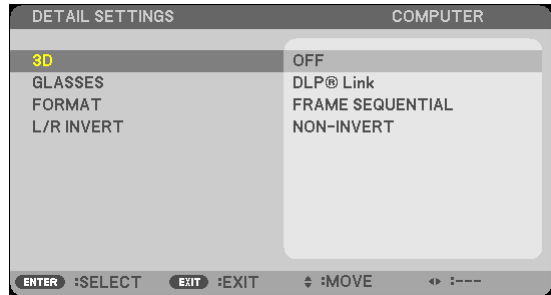 DETAIL SETTINGS COMPUTER
3D OFF
GLASSES DLP® Link
FORMAT FRAME SEQUENTIAL
L/R INVERT NON-INVERT
ENTER :SELECT EXIT :EXIT :MOVE :---